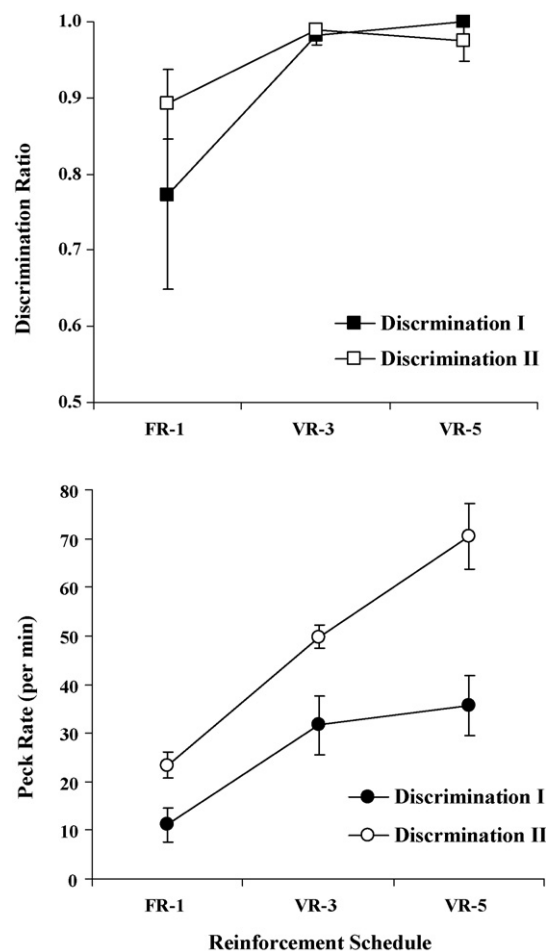 1.0
0.9
0.8
0.7
0.6
0.5
Discrimination Ratio
Discrmination I
Discrimination II
FR-1 VR-3 VR-5
80
70
60
50
40
30
20
10
0
Peck Rate (per min)
Discrimination I
Discrmination II
FR-1 VR-3 VR-5
Reinforcement Schedule